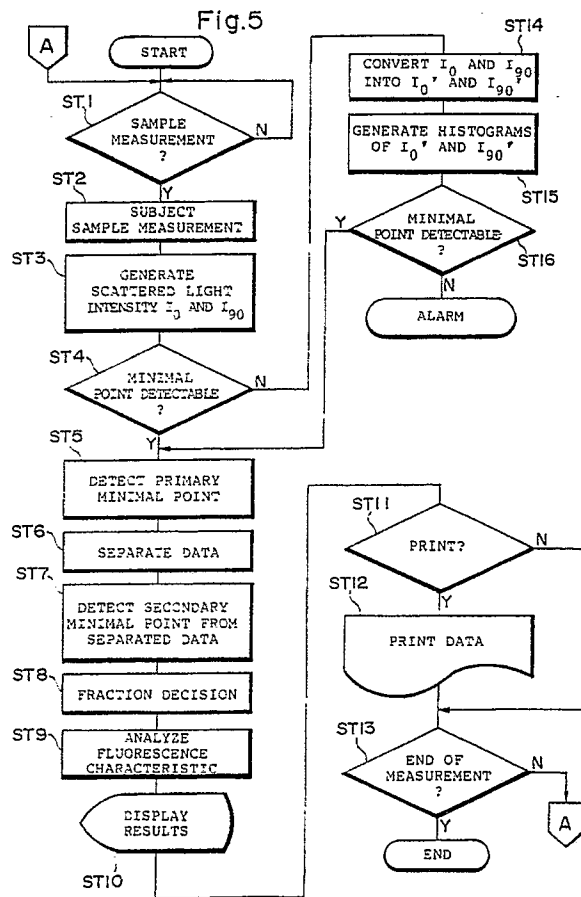 Fig.5
A
START
ST1
SAMPLE
MEASUREMENT
?
N
Y
ST2
SUBJECT
SAMPLE MEASUREMENT
ST3
GENERATE
SCATTERED LIGHT
INTENSITY I0 AND I90
ST4
MINIMAL
POINT DETECTABLE
?
N
Y
ST5
DETECT PRIMARY
MINIMAL POINT
ST6
SEPARATE DATA
ST7
DETECT SECONDARY
MINIMAL POINT FROM
SEPARATED DATA
ST8
FRACTION DECISION
ST9
ANALYZE
FLUORESCENCE
CHARACTERISTIC
DISPLAY
RESULTS
ST10
ST14
CONVERT I0 AND I90
INTO I0' AND I90'
GENERATE HISTOGRAMS
OF I0' AND I90'
ST15
Y
MINIMAL
POINT DETECTABLE
?
ST16
N
ALARM
ST11
PRINT?
N
Y
ST12
PRINT DATA
ST13
END OF
MEASUREMENT
?
N
Y
A
END